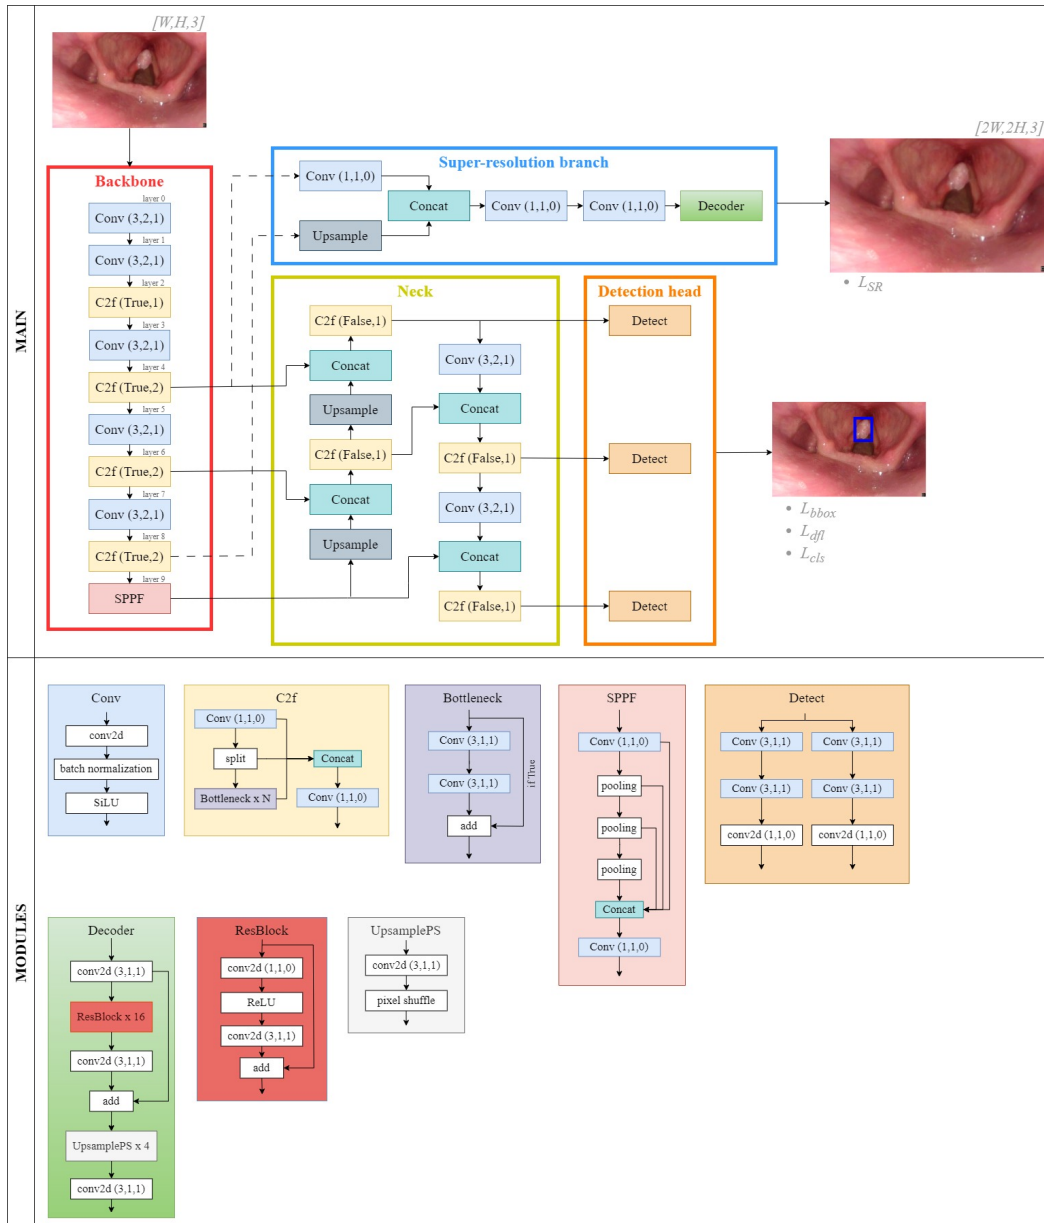 MAIN
[W,H,3]
Backbone
layer 0
Conv (3,2,1)
layer 1
Conv (3,2,1)
layer 2
C2f (True,1)
layer 3
Conv (3,2,1)
layer 4
C2f (True,2)
layer 5
Conv (3,2,1)
layer 6
C2f (True,2)
layer 7
Conv (3,2,1)
layer 8
C2f (True,2)
layer 9
SPPF
Super-resolution branch
Conv (1,1,0)
Upsample
Concat
Conv (1,1,0)
Conv (1,1,0)
Decoder
[2W,2H,3]
• L_SR
Neck
C2f (False,1)
Concat
Upsample
C2f (False,1)
Concat
Upsample
Conv (3,2,1)
Concat
C2f (False,1)
Conv (3,2,1)
Concat
C2f (False,1)
Detection head
Detect
Detect
Detect
• L_bbox
• L_dfl
• L_cls
MODULES
Conv
conv2d
batch normalization
SiLU
C2f
Conv (1,1,0)
split
Bottleneck x N
Concat
Conv (1,1,0)
Bottleneck
Conv (3,1,1)
Conv (3,1,1)
if True
add
SPPF
Conv (1,1,0)
pooling
pooling
pooling
Concat
Conv (1,1,0)
Detect
Conv (3,1,1)
Conv (3,1,1)
Conv (3,1,1)
Conv (3,1,1)
conv2d (1,1,0)
conv2d (1,1,0)
Decoder
conv2d (3,1,1)
ResBlock x 16
conv2d (3,1,1)
add
UpsamplePS x 4
conv2d (3,1,1)
ResBlock
conv2d (1,1,0)
ReLU
conv2d (3,1,1)
add
UpsamplePS
conv2d (3,1,1)
pixel shuffle